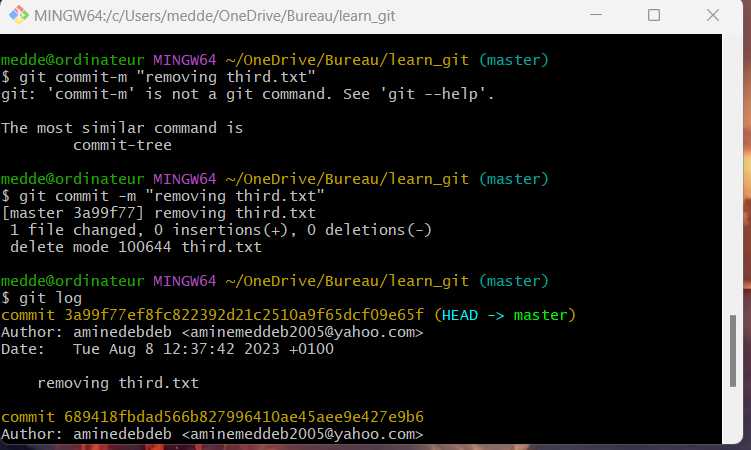 MINGW64:/c/Users/medde/OneDrive/Bureau/learn_git
medde@ordinateur MINGW64 ~/OneDrive/Bureau/learn_git (master)
$ git commit-m "removing third.txt"
git: 'commit-m' is not a git command. See 'git --help'.
The most similar command is
commit-tree
medde@ordinateur MINGW64 ~/OneDrive/Bureau/learn_git (master)
$ git commit -m "removing third.txt"
[master 3a99f77] removing third.txt
1 file changed, 0 insertions(+), 0 deletions(-)
delete mode 100644 third.txt
medde@ordinateur MINGW64 ~/OneDrive/Bureau/learn_git (master)
$ git log
commit 3a99f77ef8fc822392d21c2510a9f65dcf09e65f (HEAD -> master)
Author: aminedebdeb <aminemeddeb2005@yahoo.com>
Date:   Tue Aug 8 12:37:42 2023 +0100
removing third.txt
commit 689418fbdad566b827996410ae45aee9e427e9b6
Author: aminedebdeb <aminemeddeb2005@yahoo.com>